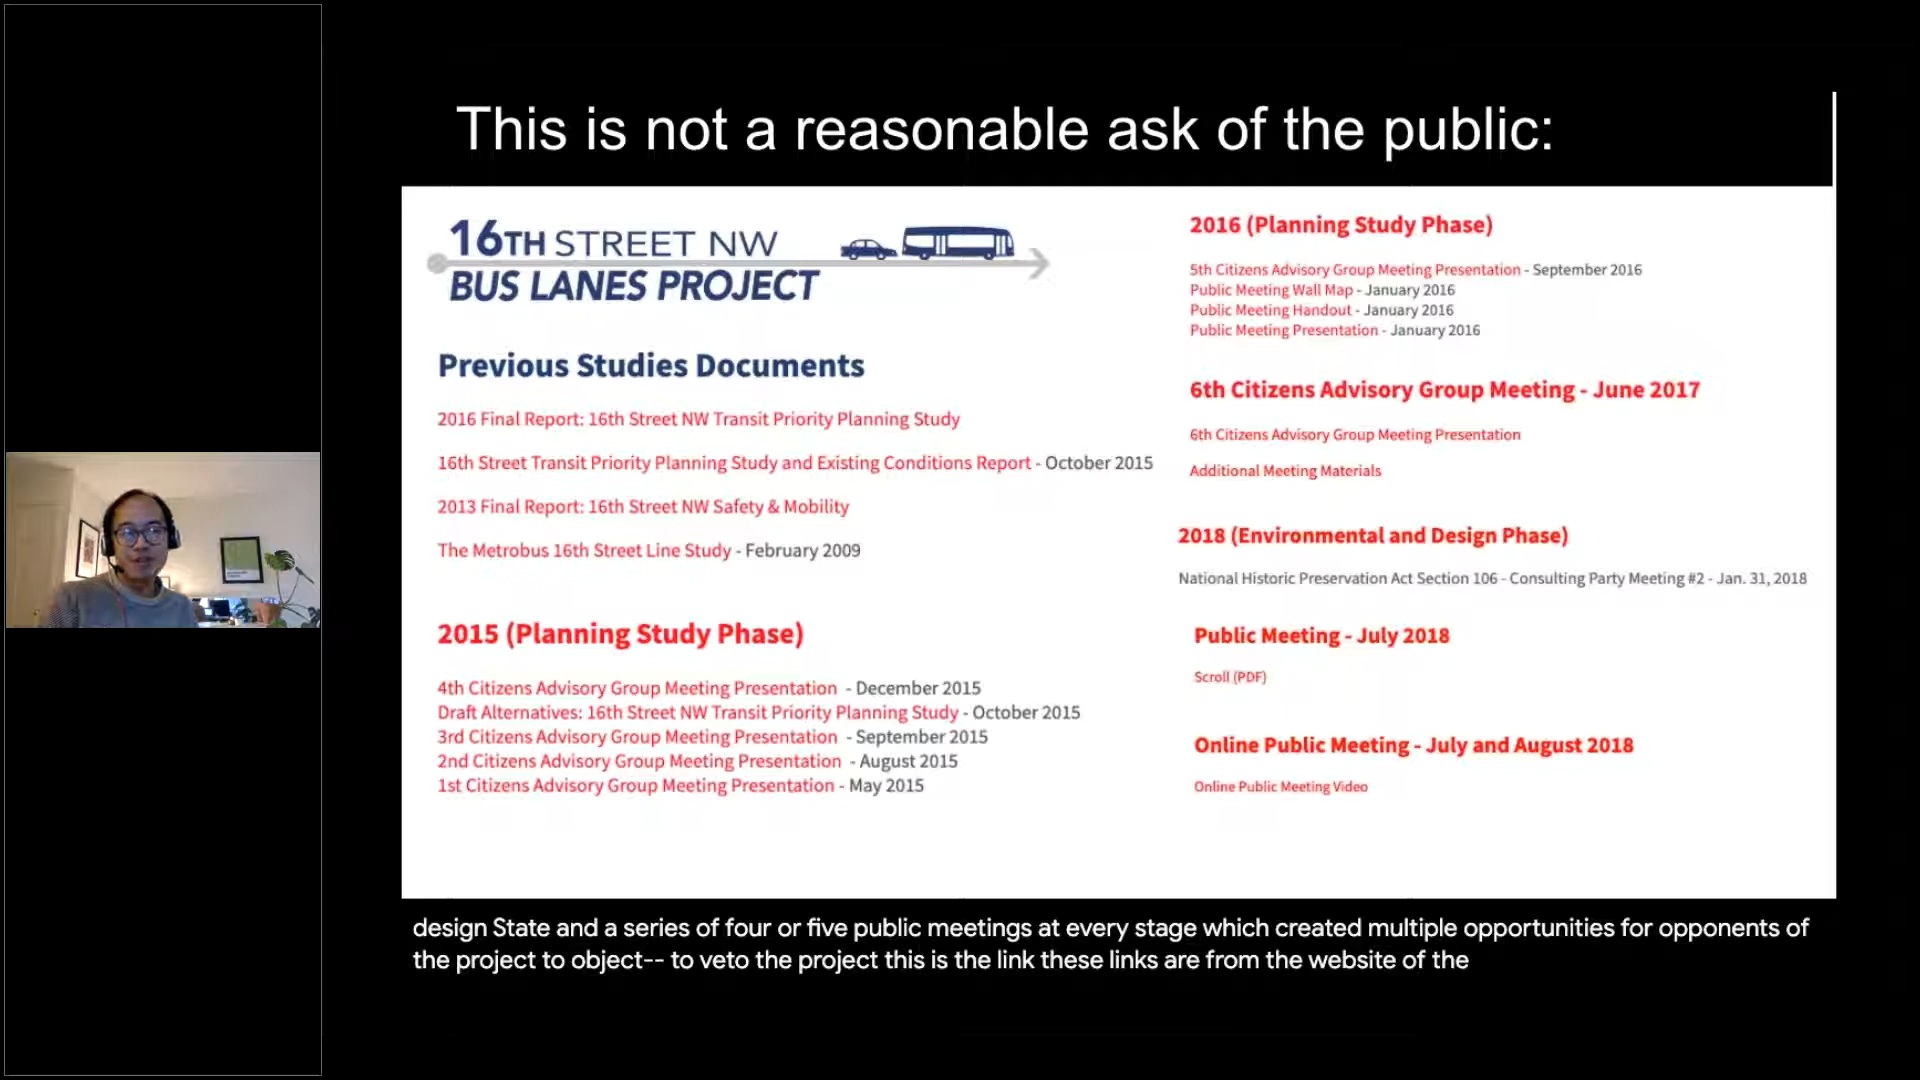 This is not a reasonable ask of the public:
16TH STREET NW
BUS LANES PROJECT
Previous Studies Documents
2016 Final Report: 16th Street NW Transit Priority Planning Study
16th Street Transit Priority Planning Study and Existing Conditions Report - October 2015
2013 Final Report: 16th Street NW Safety & Mobility
The Metrobus 16th Street Line Study - February 2009
2015 (Planning Study Phase)
4th Citizens Advisory Group Meeting Presentation - December 2015
Draft Alternatives: 16th Street NW Transit Priority Planning Study - October 2015
3rd Citizens Advisory Group Meeting Presentation - September 2015
2nd Citizens Advisory Group Meeting Presentation - August 2015
1st Citizens Advisory Group Meeting Presentation - May 2015
2016 (Planning Study Phase)
5th Citizens Advisory Group Meeting Presentation - September 2016
Public Meeting Wall Map - January 2016
Public Meeting Handout - January 2016
Public Meeting Presentation - January 2016
6th Citizens Advisory Group Meeting - June 2017
6th Citizens Advisory Group Meeting Presentation
Additional Meeting Materials
2018 (Environmental and Design Phase)
National Historic Preservation Act Section 106 - Consulting Party Meeting #2 - Jan. 31, 2018
Public Meeting - July 2018
Scroll (PDF)
Online Public Meeting - July and August 2018
Online Public Meeting Video
design State and a series of four or five public meetings at every stage which created multiple opportunities for opponents of
the project to object-- to veto the project this is the link these links are from the website of the